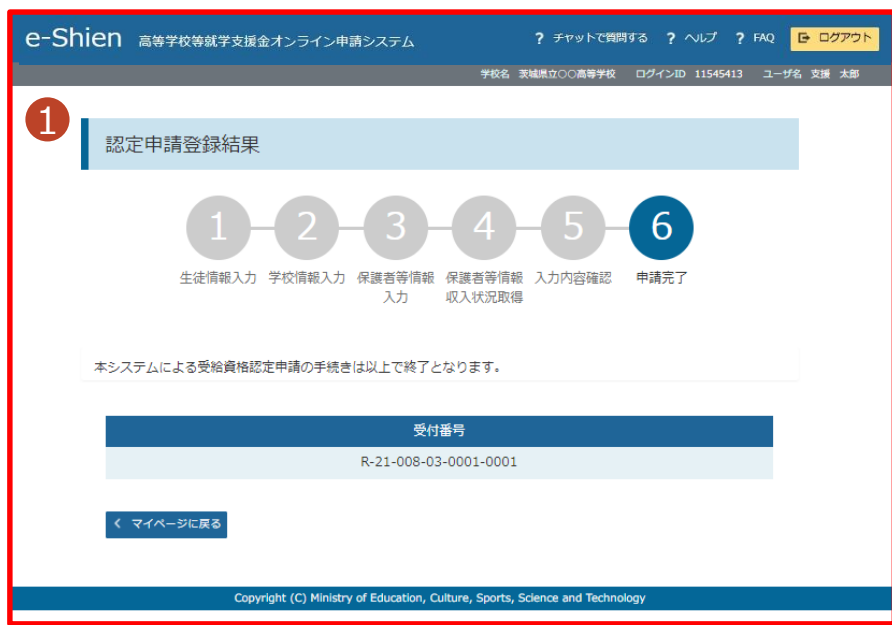 e-Shien 高等学校等就学支援金オンライン申請システム ? チャットで質問する ? ヘルプ ? FAQ ログアウト
学校名 茨城県立〇〇高等学校 ログインID 11545413 ユーザ名 支援 太郎
1
認定申請登録結果
1 2 3 4 5 6
生徒情報入力 学校情報入力 保護者等情報 保護者等情報 入力内容確認 申請完了
入力 収入状況取得
本システムによる受給資格認定申請の手続きは以上で終了となります。
受付番号
R-21-008-03-0001-0001
マイページに戻る
Copyright (C) Ministry of Education, Culture, Sports, Science and Technology